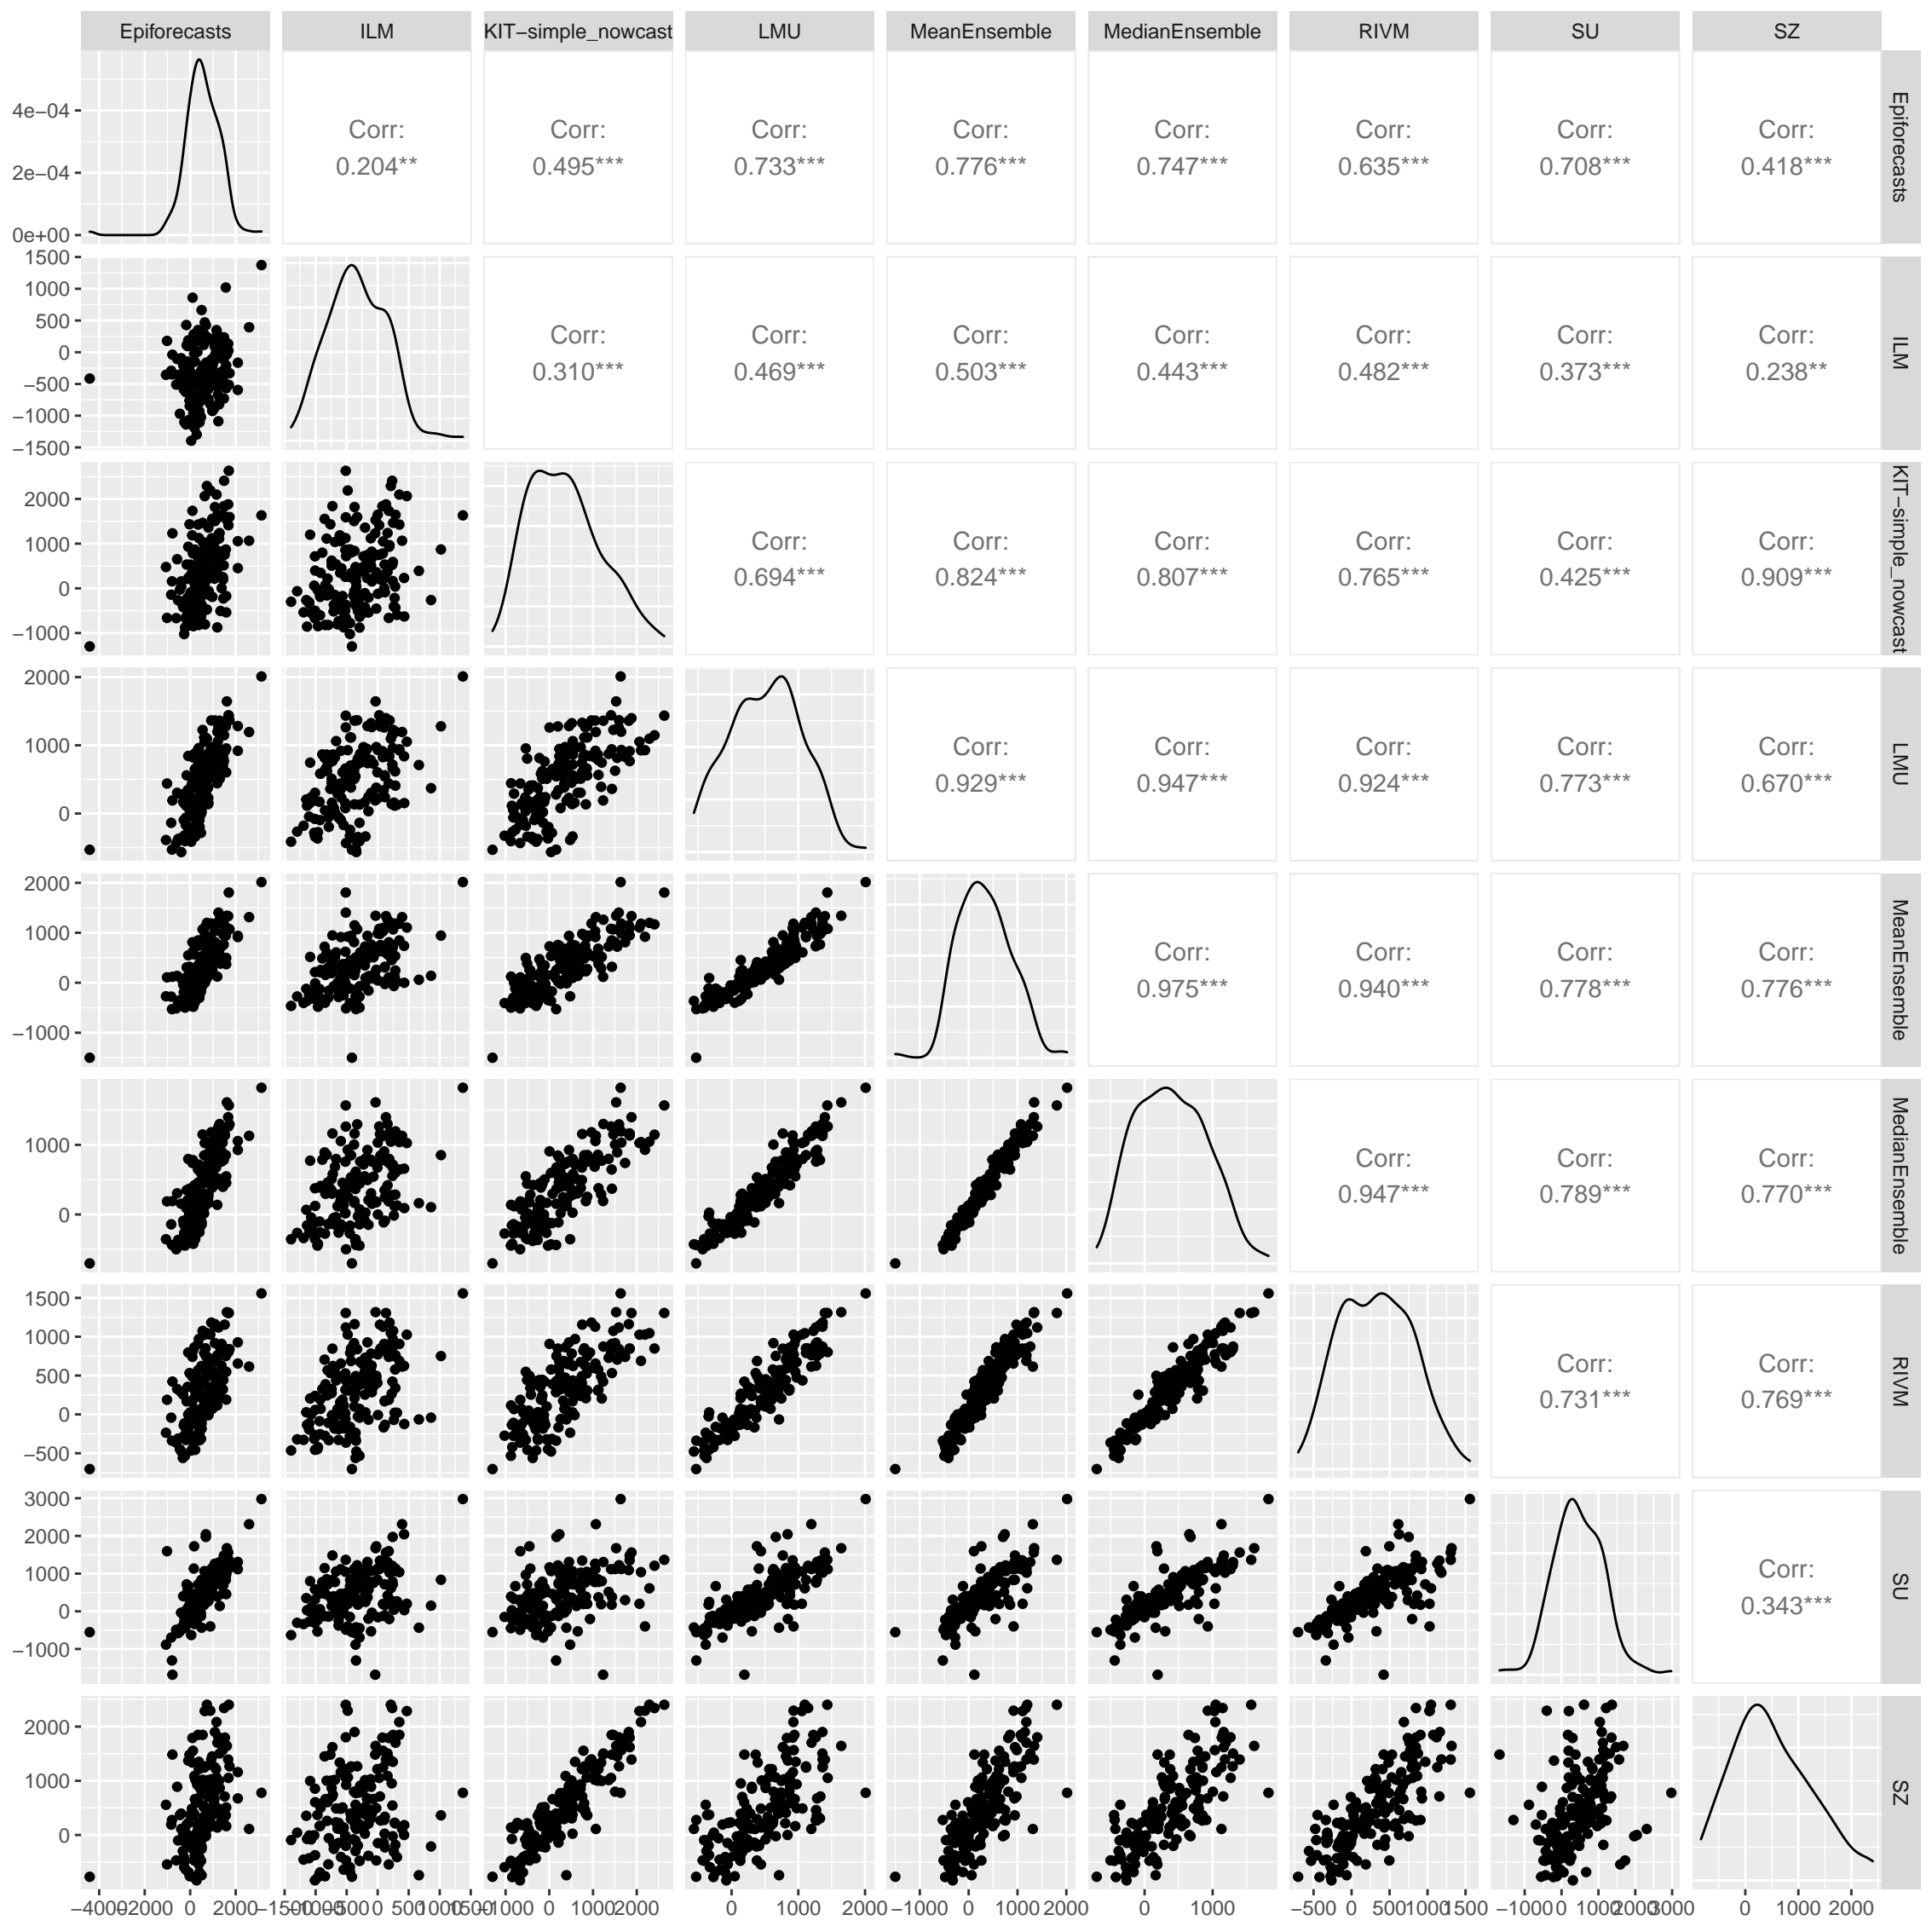 Epiforecasts ILM KIT−simple_nowcast LMU MeanEnsemble MedianEnsemble RIVM SU SZ
4e−04
2e−04
0e+00
Corr: Corr: Corr: Corr: Corr: Corr: Corr: Corr:
0.204** 0.495*** 0.733*** 0.776*** 0.747*** 0.635*** 0.708*** 0.418***
Epiforecasts
1500
1000
500
0
−500
−1000
−1500
Corr: Corr: Corr: Corr: Corr: Corr: Corr:
0.310*** 0.469*** 0.503*** 0.443*** 0.482*** 0.373*** 0.238**
ILM
2000
1000
0
−1000
Corr: Corr: Corr: Corr: Corr: Corr:
0.694*** 0.824*** 0.807*** 0.765*** 0.425*** 0.909***
KIT−simple_nowcast
2000
1000
0
Corr: Corr: Corr: Corr: Corr:
0.929*** 0.947*** 0.924*** 0.773*** 0.670***
LMU
2000
1000
0
−1000
Corr: Corr: Corr: Corr:
0.975*** 0.940*** 0.778*** 0.776***
MeanEnsemble
1000
0
Corr: Corr: Corr:
0.947*** 0.789*** 0.770***
MedianEnsemble
1500
1000
500
0
−500
Corr: Corr:
0.731*** 0.769***
RIVM
3000
2000
1000
0
−1000
Corr:
0.343***
SU
2000
1000
0
SZ
−4000 −2000 0 2000 −1500 −1000 −500 0 500 1000 1500 −1000 0 1000 2000 0 1000 2000 −1000 0 1000 2000 0 1000 −500 0 500 1000 1500 −1000 0 1000 2000 3000 0 1000 2000